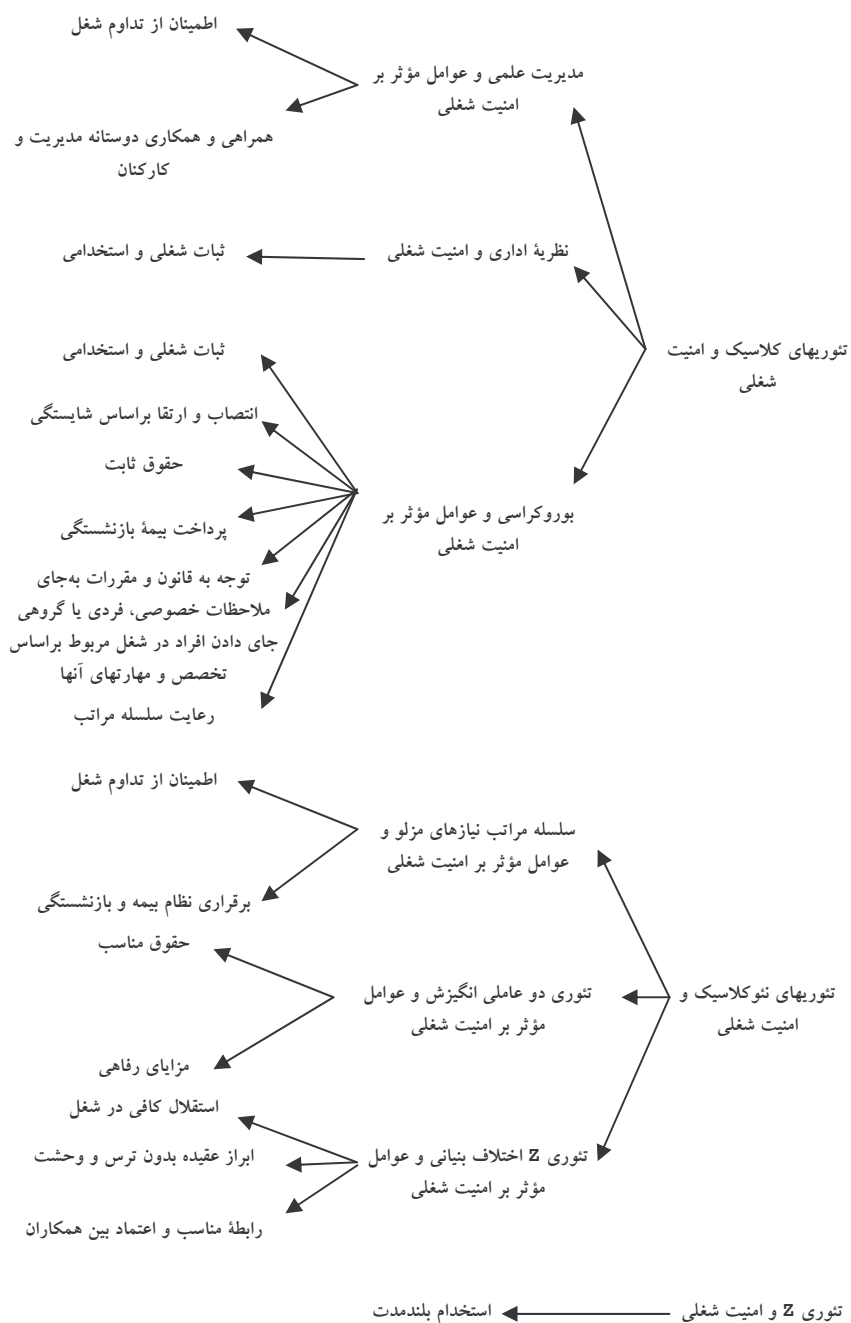 تئوریهای کلاسیک و امنیت
شغلی
مدیریت علمی و عوامل مؤثر بر
امنیت شغلی
اطمینان از تداوم شغل
همراهی و همکاری دوستانه مدیریت و
کارکنان
نظریهٔ اداری و امنیت شغلی
ثبات شغلی و استخدامی
بوروکراسی و عوامل مؤثر بر
امنیت شغلی
ثبات شغلی و استخدامی
انتصاب و ارتقا براساس شایستگی
حقوق ثابت
پرداخت بیمهٔ بازنشستگی
توجه به قانون و مقررات به‌جای
ملاحظات خصوصی، فردی یا گروهی
جای دادن افراد در شغل مربوط براساس
تخصص و مهارتهای آنها
رعایت سلسله مراتب
تئوریهای نئوکلاسیک و
امنیت شغلی
سلسله مراتب نیازهای مزلو و
عوامل مؤثر بر امنیت شغلی
اطمینان از تداوم شغل
برقراری نظام بیمه و بازنشستگی
تئوری دو عاملی انگیزش و عوامل
مؤثر بر امنیت شغلی
حقوق مناسب
مزایای رفاهی
تئوری Z اختلاف بنیانی و عوامل
مؤثر بر امنیت شغلی
استقلال کافی در شغل
ابراز عقیده بدون ترس و وحشت
رابطهٔ مناسب و اعتماد بین همکاران
تئوری Z و امنیت شغلی
استخدام بلندمدت